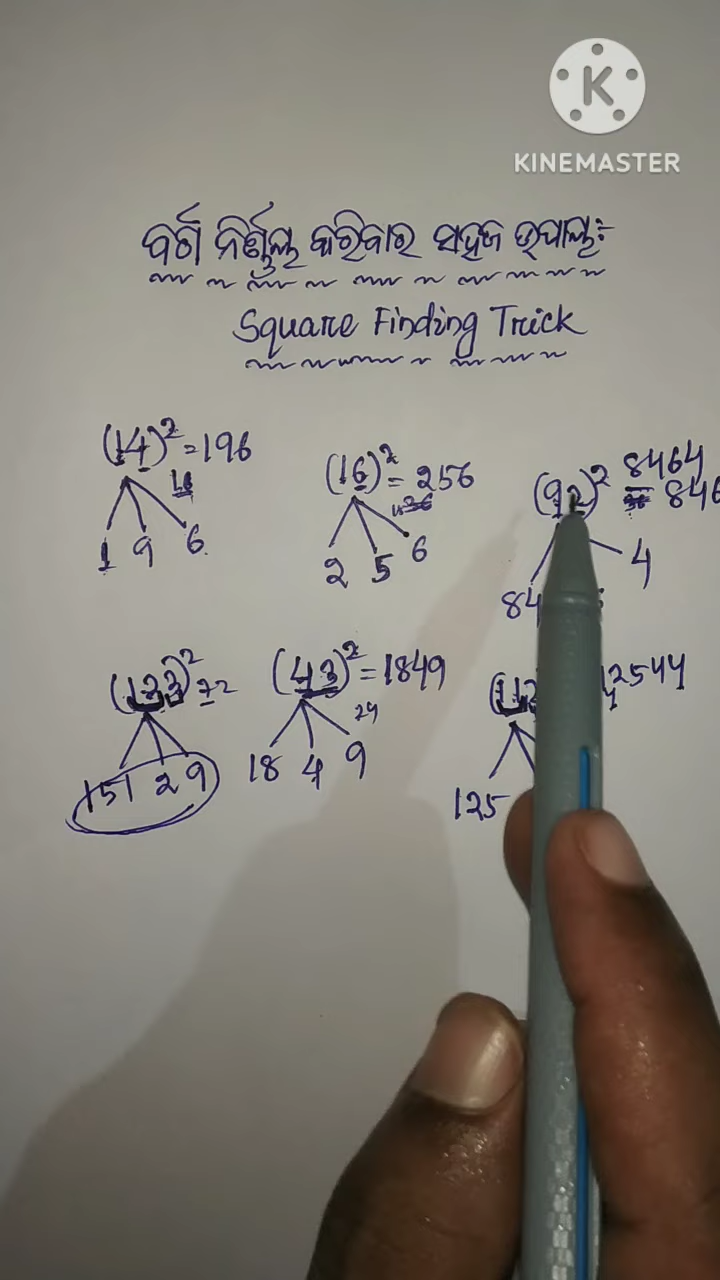 KINEMASTER
ବର୍ଗ ନିର୍ଣ୍ଣୟ କରିବାର ସହଜ ଉପାୟ:
Square Finding Trick
(14)² = 196
1 9 6
(16)² = 256
2 5 6
(92)² = 846
8464
84 4
(123)²
151 2 9
(43)² = 1849
24
18 4 9
12544
125